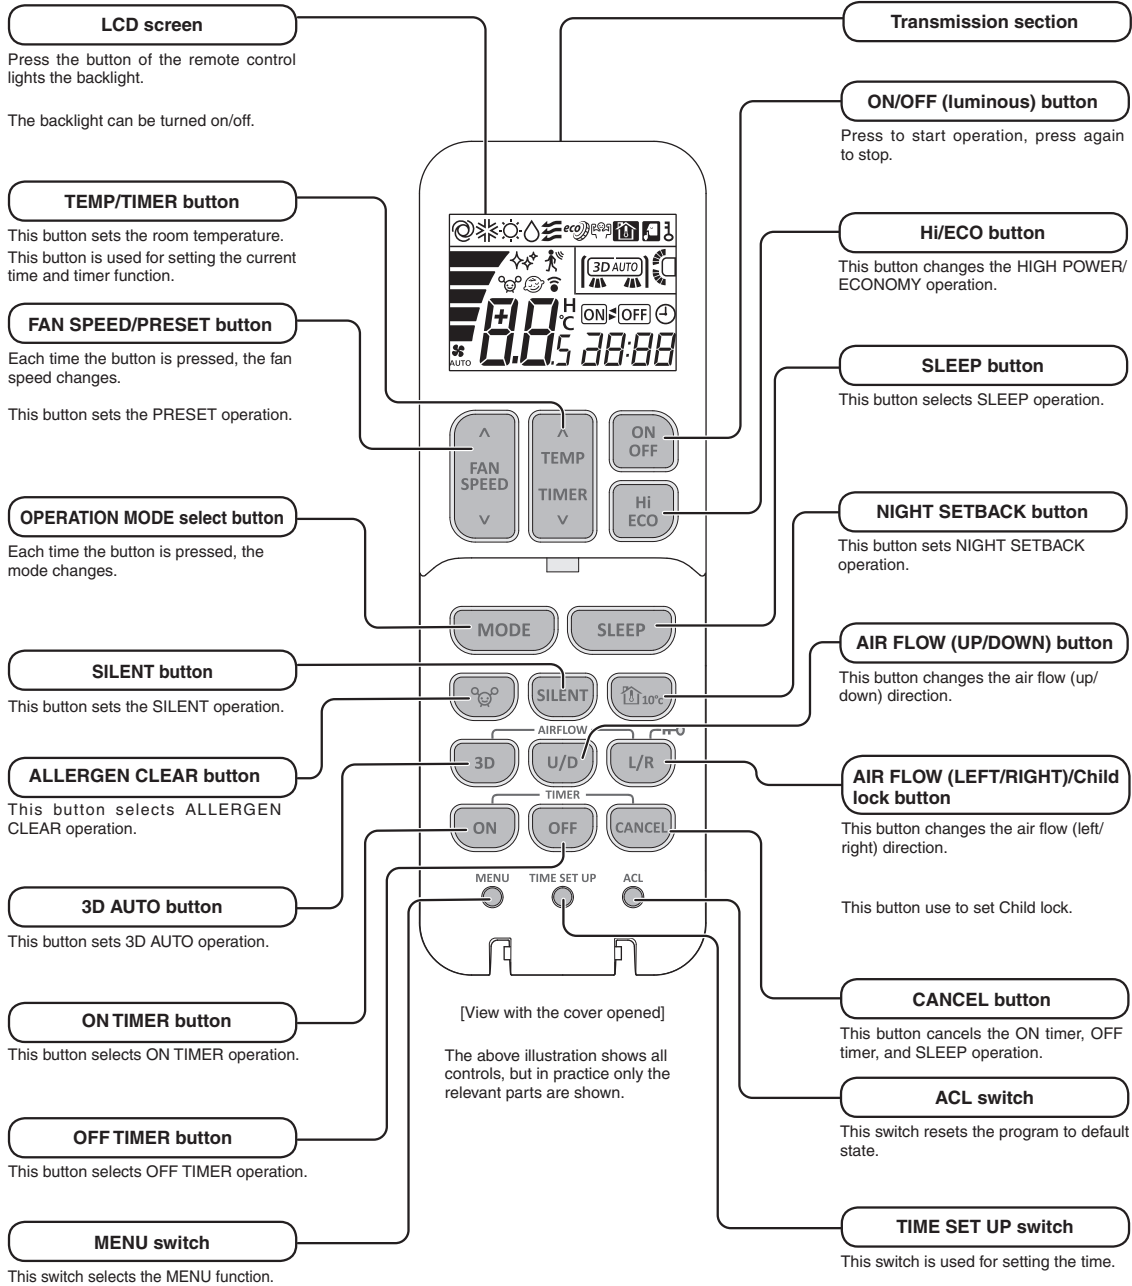 LCD screen
Press the button of the remote control
lights the backlight.
The backlight can be turned on/off.
TEMP/TIMER button
This button sets the room temperature.
This button is used for setting the current
time and timer function.
FAN SPEED/PRESET button
Each time the button is pressed, the fan
speed changes.
This button sets the PRESET operation.
OPERATION MODE select button
Each time the button is pressed, the
mode changes.
SILENT button
This button sets the SILENT operation.
ALLERGEN CLEAR button
This button selects ALLERGEN
CLEAR operation.
3D AUTO button
This button sets 3D AUTO operation.
ON TIMER button
This button selects ON TIMER operation.
OFF TIMER button
This button selects OFF TIMER operation.
MENU switch
This switch selects the MENU function.
eco
3D AUTO
H
°C
ON OFF
AUTO
8.8.5 88:88
FAN
SPEED
TEMP
TIMER
ON
OFF
Hi
ECO
MODE
SLEEP
SILENT
10°c
AIRFLOW
3D
U/D
L/R
TIMER
ON
OFF
CANCEL
MENU
TIME SET UP
ACL
[View with the cover opened]
The above illustration shows all
controls, but in practice only the
relevant parts are shown.
Transmission section
ON/OFF (luminous) button
Press to start operation, press again
to stop.
Hi/ECO button
This button changes the HIGH POWER/
ECONOMY operation.
SLEEP button
This button selects SLEEP operation.
NIGHT SETBACK button
This button sets NIGHT SETBACK
operation.
AIR FLOW (UP/DOWN) button
This button changes the air flow (up/
down) direction.
AIR FLOW (LEFT/RIGHT)/Child
lock button
This button changes the air flow (left/
right) direction.
This button use to set Child lock.
CANCEL button
This button cancels the ON timer, OFF
timer, and SLEEP operation.
ACL switch
This switch resets the program to default
state.
TIME SET UP switch
This switch is used for setting the time.